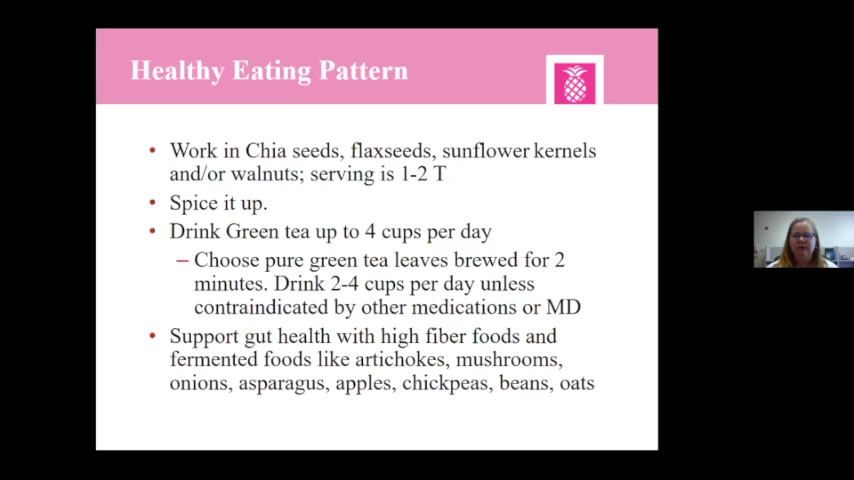 Healthy Eating Pattern
• Work in Chia seeds, flaxseeds, sunflower kernels
and/or walnuts; serving is 1-2 T
• Spice it up.
• Drink Green tea up to 4 cups per day
– Choose pure green tea leaves brewed for 2
minutes. Drink 2-4 cups per day unless
contraindicated by other medications or MD
• Support gut health with high fiber foods and
fermented foods like artichokes, mushrooms,
onions, asparagus, apples, chickpeas, beans, oats